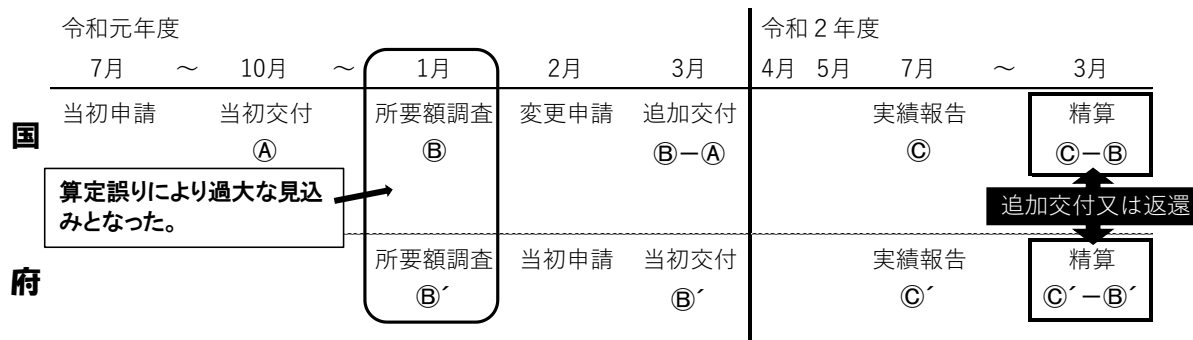 令和元年度 令和２年度
7月 ～ 10月 ～ 1月 2月 3月 4月 5月 7月 ～ 3月
国 当初申請 当初交付 所要額調査 変更申請 追加交付 実績報告 精算
Ⓐ Ⓑ Ⓑ－Ⓐ Ⓒ Ⓒ－Ⓑ
算定誤りにより過大な見込
みとなった。
追加交付又は返還
府 所要額調査 当初申請 当初交付 実績報告 精算
Ⓑ´ Ⓑ´ Ⓒ´ Ⓒ´－Ⓑ´